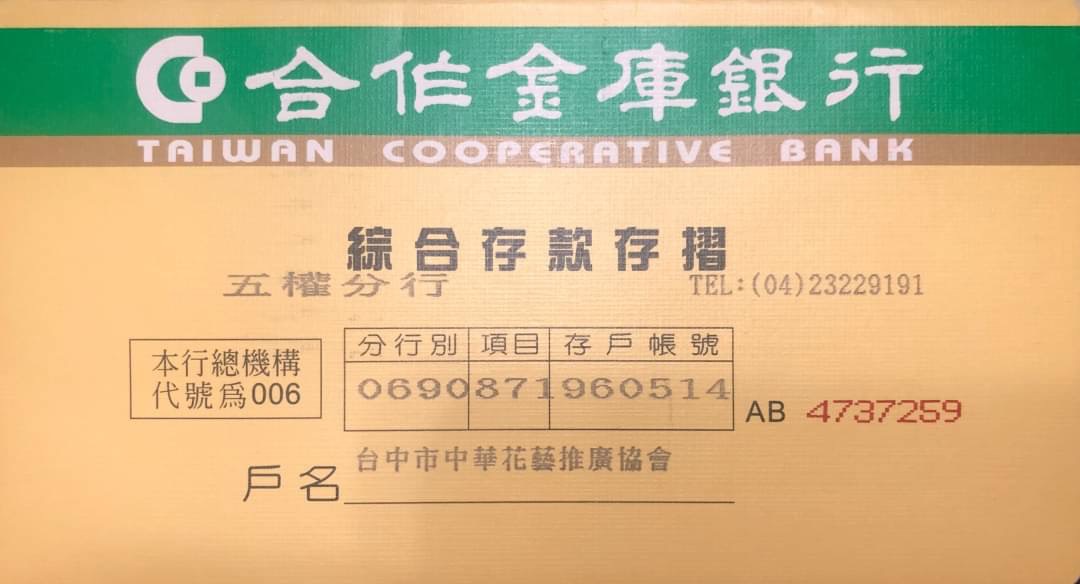 合作金庫銀行
TAIWAN COOPERATIVE BANK
綜合存款存摺
五權分行 TEL:(04)23229191
本行總機構
代號為006
分行別 項目 存戶帳號
0690871960514
AB 4737259
戶名 台中市中華花藝推廣協會